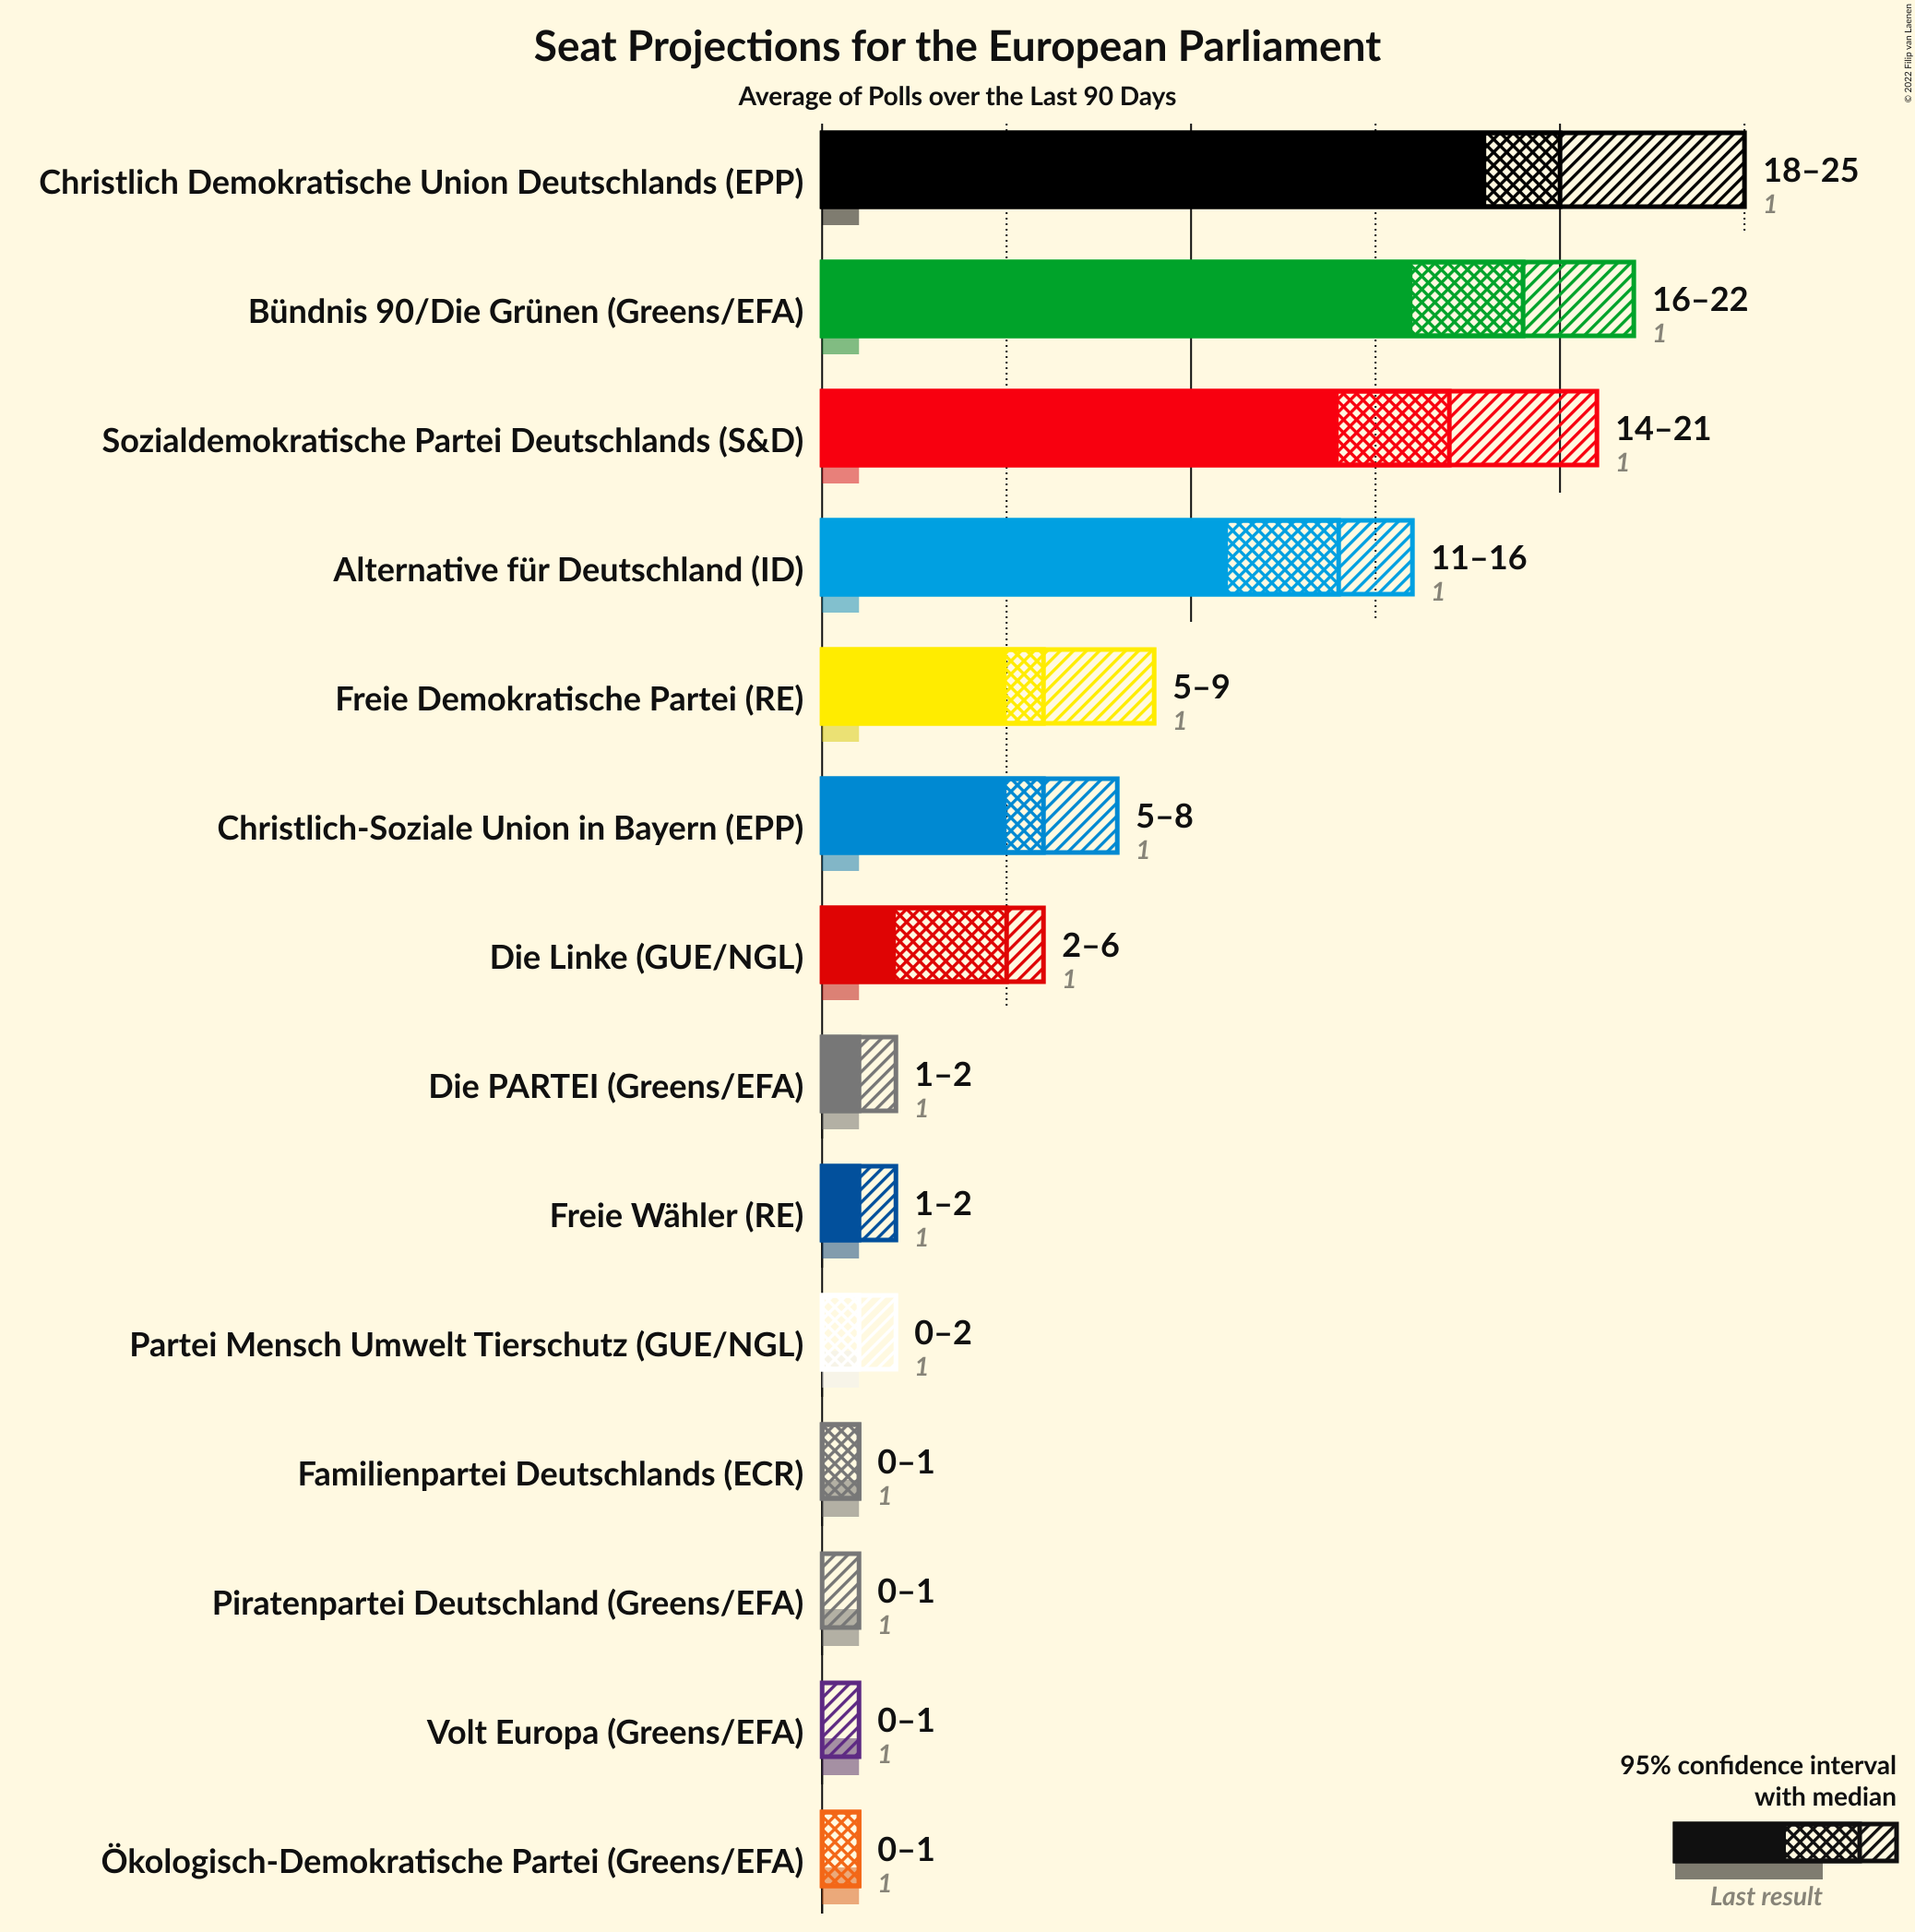 Seat Projections for the European Parliament
Average of Polls over the Last 90 Days
© 2022 Filip van Laenen
Christlich Demokratische Union Deutschlands (EPP)
18–25
1
Bündnis 90/Die Grünen (Greens/EFA)
16–22
1
Sozialdemokratische Partei Deutschlands (S&D)
14–21
1
Alternative für Deutschland (ID)
11–16
1
Freie Demokratische Partei (RE)
5–9
1
Christlich-Soziale Union in Bayern (EPP)
5–8
1
Die Linke (GUE/NGL)
2–6
1
Die PARTEI (Greens/EFA)
1–2
1
Freie Wähler (RE)
1–2
1
Partei Mensch Umwelt Tierschutz (GUE/NGL)
0–2
1
Familienpartei Deutschlands (ECR)
0–1
1
Piratenpartei Deutschland (Greens/EFA)
0–1
1
Volt Europa (Greens/EFA)
0–1
1
Ökologisch-Demokratische Partei (Greens/EFA)
0–1
1
95% confidence interval
with median
Last result